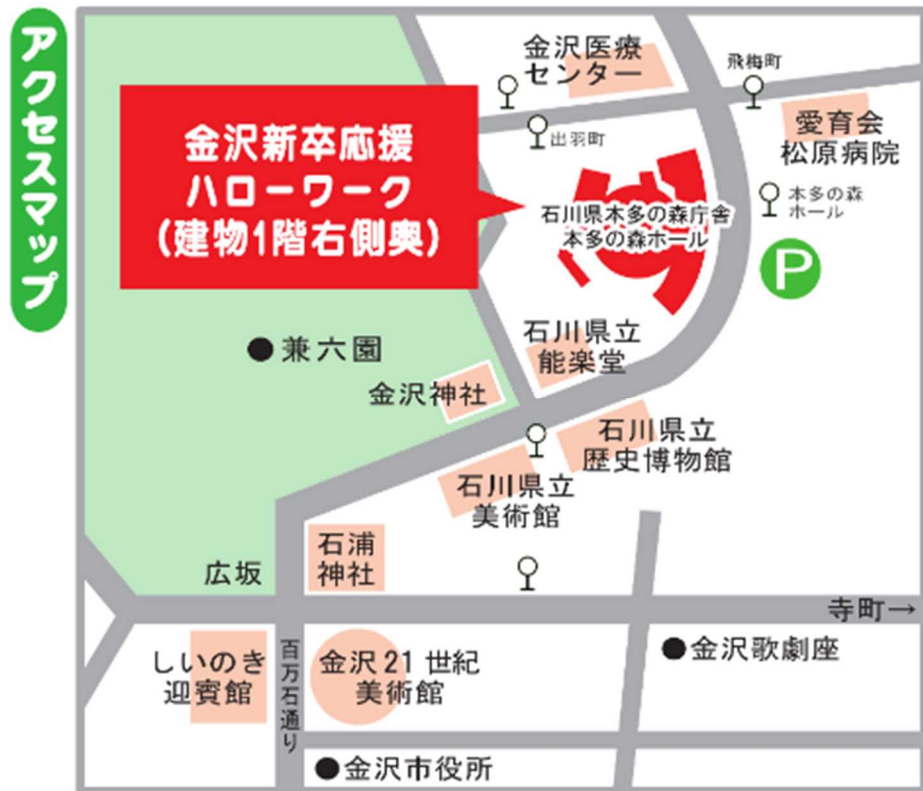 アクセスマップ
金沢医療
センター
飛梅町
出羽町
愛育会
松原病院
金沢新卒応援
ハローワーク
(建物1階右側奥)
石川県本多の森庁舎
本多の森ホール
本多の森
ホール
P
石川県立
能楽堂
兼六園
金沢神社
石川県立
歴史博物館
石川県立
美術館
石浦
神社
広坂
寺町→
しいのき
迎賓館
百万石通り
金沢21世紀
美術館
金沢歌劇座
金沢市役所